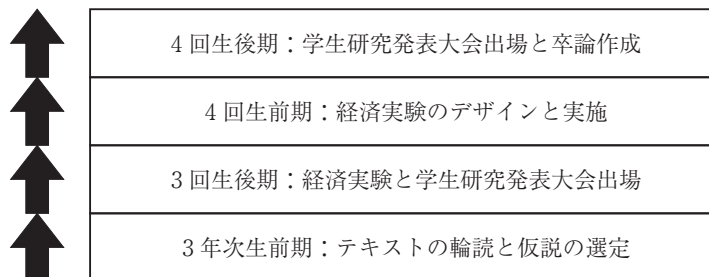 4回生後期：学生研究発表大会出場と卒論作成
4回生前期：経済実験のデザインと実施
3回生後期：経済実験と学生研究発表大会出場
3年次生前期：テキストの輪読と仮説の選定